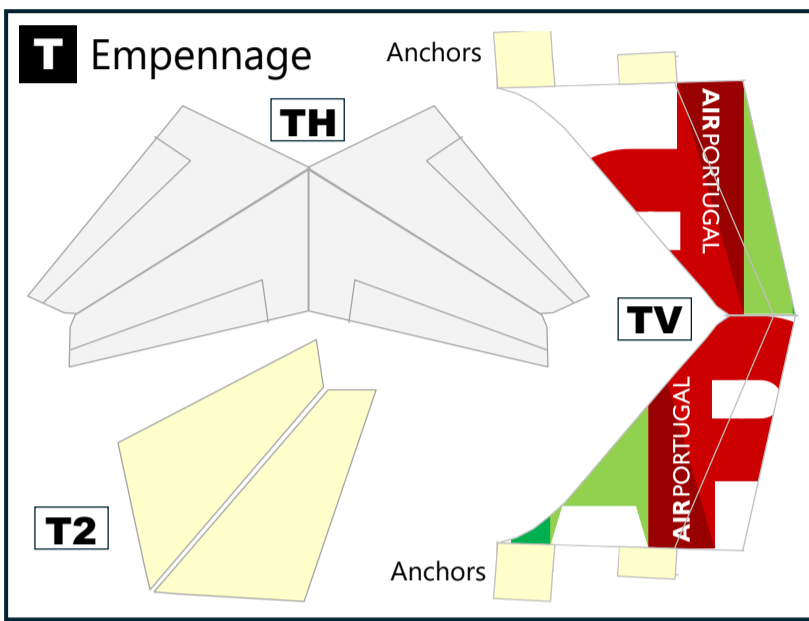 T Empennage
Anchors
TH
AIRPORTUGAL
TV
AIRPORTUGAL
T2
Anchors